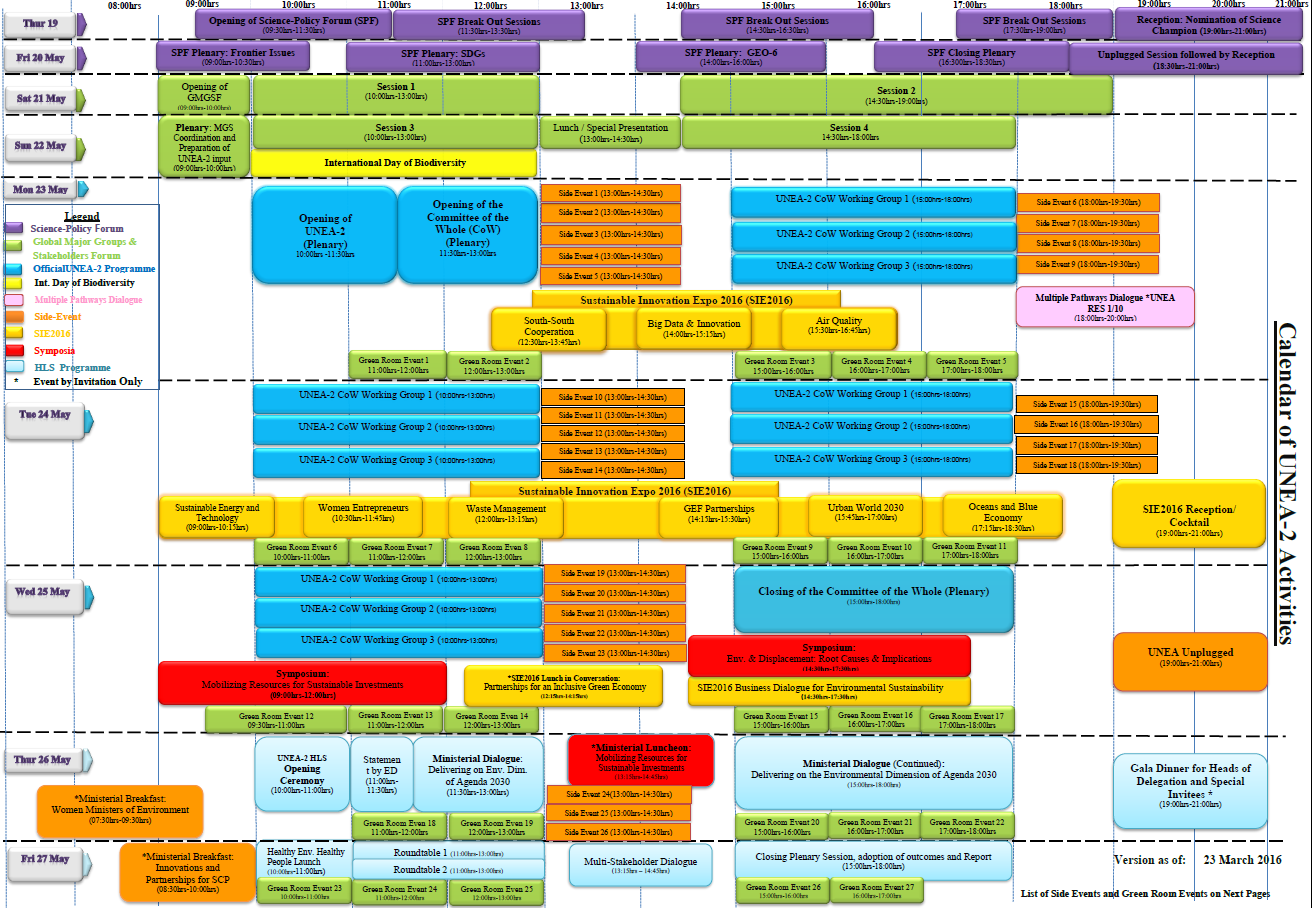 08:00hrs 09:00hrs 10:00hrs 11:00hrs 12:00hrs 13:00hrs 14:00hrs 15:00hrs 16:00hrs 17:00hrs 18:00hrs 19:00hrs 20:00hrs 21:00hrs
Thur 19
Opening of Science-Policy Forum (SPF)
(09:30hrs-11:30hrs)
SPF Break Out Sessions
(11:30hrs-13:30hrs)
SPF Break Out Sessions
(14:30hrs-16:30hrs)
SPF Break Out Sessions
(17:30hrs-19:00hrs)
Reception: Nomination of Science
Champion (19:00hrs-21:00hrs)
Fri 20 May
SPF Plenary: Frontier Issues
(09:00hrs-10:30hrs)
SPF Plenary: SDGs
(11:00hrs-13:00hrs)
SPF Plenary: GEO-6
(14:00hrs-16:00hrs)
SPF Closing Plenary
(16:300hrs-18:30hrs)
Unplugged Session followed by Reception
(18:30hrs-21:00hrs)
Sat 21 May
Opening of
GMGSF
(09:00hrs-10:00hrs)
Session 1
(10:00hrs-13:00hrs)
Session 2
(14:30hrs-19:00hrs)
Sun 22 May
Plenary: MGS
Coordination and
Preparation of
UNEA-2 input
(09:00hrs-10:00hrs)
Session 3
(10:00hrs-13:00hrs)
Lunch / Special Presentation
(13:00hrs-14:30hrs)
Session 4
14:30hrs-18:00hrs)
International Day of Biodiversity
Mon 23 May
Opening of
UNEA-2
(Plenary)
10:00hrs -11:30hrs)
Opening of the
Committee of the
Whole (CoW)
(Plenary)
11:30hrs-13:00hrs)
Side Event 1 (13:00hrs-14:30hrs)
Side Event 2 (13:00hrs-14:30hrs)
Side Event 3 (13:00hrs-14:30hrs)
Side Event 4 (13:00hrs-14:30hrs)
Side Event 5 (13:00hrs-14:30hrs)
UNEA-2 CoW Working Group 1 (15:00hrs-18:00hrs)
UNEA-2 CoW Working Group 2 (15:00hrs-18:00hrs)
UNEA-2 CoW Working Group 3 (15:00hrs-18:00hrs)
Side Event 6 (18:00hrs-19:30hrs)
Side Event 7 (18:00hrs-19:30hrs)
Side Event 8 (18:00hrs-19:30hrs)
Side Event 9 (18:00hrs-19:30hrs)
Multiple Pathways Dialogue *UNEA
RES 1/10
(18:00hrs-20:00hrs)
Sustainable Innovation Expo 2016 (SIE2016)
South-South
Cooperation
(12:30hrs-13:45hrs)
Big Data & Innovation
(14:00hrs-15:15hrs)
Air Quality
(15:30hrs-16:45hrs)
Green Room Event 1
11:00hrs-12:00hrs)
Green Room Event 2
12:00hrs-13:00hrs)
Green Room Event 3
15:00hrs-16:00hrs)
Green Room Event 4
16:00hrs-17:00hrs)
Green Room Event 5
17:00hrs-18:00hrs)
Legend
Science-Policy Forum
Global Major Groups &
Stakeholders Forum
OfficialUNEA-2 Programme
Int. Day of Biodiversity
Multiple Pathways Dialogue
Side-Event
SIE2016
Symposia
HLS Programme
* Event by Invitation Only
Tue 24 May
UNEA-2 CoW Working Group 1 (10:00hrs-13:00hrs)
UNEA-2 CoW Working Group 2 (10:00hrs-13:00hrs)
UNEA-2 CoW Working Group 3 (10:00hrs-13:00hrs)
Side Event 10 (13:00hrs-14:30hrs)
Side Event 11 (13:00hrs-14:30hrs)
Side Event 12 (13:00hrs-14:30hrs)
Side Event 13 (13:00hrs-14:30hrs)
Side Event 14 (13:00hrs-14:30hrs)
UNEA-2 CoW Working Group 1 (15:00hrs-18:00hrs)
UNEA-2 CoW Working Group 2 (15:00hrs-18:00hrs)
UNEA-2 CoW Working Group 3 (15:00hrs-18:00hrs)
Side Event 15 (18:00hrs-19:30hrs)
Side Event 16 (18:00hrs-19:30hrs)
Side Event 17 (18:00hrs-19:30hrs)
Side Event 18 (18:00hrs-19:30hrs)
Sustainable Innovation Expo 2016 (SIE2016)
Sustainable Energy and
Technology
(09:00hrs-10:15hrs)
Women Entrepreneurs
(10:30hrs-11:45hrs)
Waste Management
(12:00hrs-13:15hrs)
GEF Partnerships
(14:15hrs-15:30hrs)
Urban World 2030
(15:45hrs-17:00hrs)
Oceans and Blue
Economy
(17:15hrs-18:30hrs)
SIE2016 Reception/
Cocktail
(19:00hrs-21:00hrs)
Green Room Event 6
10:00hrs-11:00hrs)
Green Room Event 7
11:00hrs-12:00hrs)
Green Room Even 8
12:00hrs-13:00hrs)
Green Room Event 9
15:00hrs-16:00hrs)
Green Room Event 10
16:00hrs-17:00hrs)
Green Room Event 11
17:00hrs-18:00hrs)
Wed 25 May
UNEA-2 CoW Working Group 1 (10:00hrs-13:00hrs)
UNEA-2 CoW Working Group 2 (10:00hrs-13:00hrs)
UNEA-2 CoW Working Group 3 (10:00hrs-13:00hrs)
Side Event 19 (13:00hrs-14:30hrs)
Side Event 20 (13:00hrs-14:30hrs)
Side Event 21 (13:00hrs-14:30hrs)
Side Event 22 (13:00hrs-14:30hrs)
Side Event 23 (13:00hrs-14:30hrs)
Closing of the Committee of the Whole (Plenary)
(15:00hrs-18:00hrs)
Symposium:
Mobilizing Resources for Sustainable Investments
(09:00hrs-12:00hrs)
*SIE2016 Lunch in Conversation:
Partnerships for an Inclusive Green Economy
(12:15hrs-14:15hrs)
Symposium:
Env. & Displacement: Root Causes & Implications
(14:30hrs-17:30hrs)
SIE2016 Business Dialogue for Environmental Sustainability
(14:30hrs-17:30hrs)
UNEA Unplugged
(19:00hrs-21:00hrs)
Green Room Event 12
09:30hrs-11:00hrs)
Green Room Event 13
11:00hrs-12:00hrs)
Green Room Even 14
12:00hrs-13:00hrs)
Green Room Event 15
15:00hrs-16:00hrs)
Green Room Event 16
16:00hrs-17:00hrs)
Green Room Event 17
17:00hrs-18:00hrs)
Thur 26 May
UNEA-2 HLS
Opening
Ceremony
(10:00hrs-11:00hrs)
Statemen
t by ED
(11:00hrs-
11:30hrs)
Ministerial Dialogue:
Delivering on Env. Dim.
of Agenda 2030
(11:30hrs-13:00hrs)
*Ministerial Luncheon:
Mobilizing Resources for
Sustainable Investments
(13:15hrs-14:45hrs)
Side Event 24(13:00hrs-14:30hrs)
Side Event 25 (13:00hrs-14:30hrs)
Side Event 26 (13:00hrs-14:30hrs)
Ministerial Dialogue (Continued):
Delivering on the Environmental Dimension of Agenda 2030
(15:00hrs-18:00hrs)
Gala Dinner for Heads of
Delegation and Special
Invitees *
(19:00hrs-21:00hrs)
*Ministerial Breakfast:
Women Ministers of Environment
(07:30hrs-09:30hrs)
Green Room Even 18
11:00hrs-12:00hrs)
Green Room Even 19
12:00hrs-13:00hrs)
Green Room Event 20
15:00hrs-16:00hrs)
Green Room Event 21
16:00hrs-17:00hrs)
Green Room Event 22
17:00hrs-18:00hrs)
Fri 27 May
*Ministerial Breakfast:
Innovations and
Partnerships for SCP
(08:30hrs-10:00hrs)
Healthy Env. Healthy
People Launch
(10:00hrs-11:00hrs)
Roundtable 1 (11:00hrs-13:00hrs)
Roundtable 2 (11:00hrs-13:00hrs)
Multi-Stakeholder Dialogue
(13:15hrs – 14:45hrs)
Closing Plenary Session, adoption of outcomes and Report
(15:00hrs-18:00hrs)
Green Room Event 23
10:00hrs-11:00hrs)
Green Room Event 24
11:00hrs-12:00hrs)
Green Room Even 25
12:00hrs-13:00hrs)
Green Room Event 26
15:00hrs-16:00hrs)
Green Room Event 27
16:00hrs-17:00hrs)
Version as of: 23 March 2016
List of Side Events and Green Room Events on Next Pages
Calendar of UNEA-2 Activities